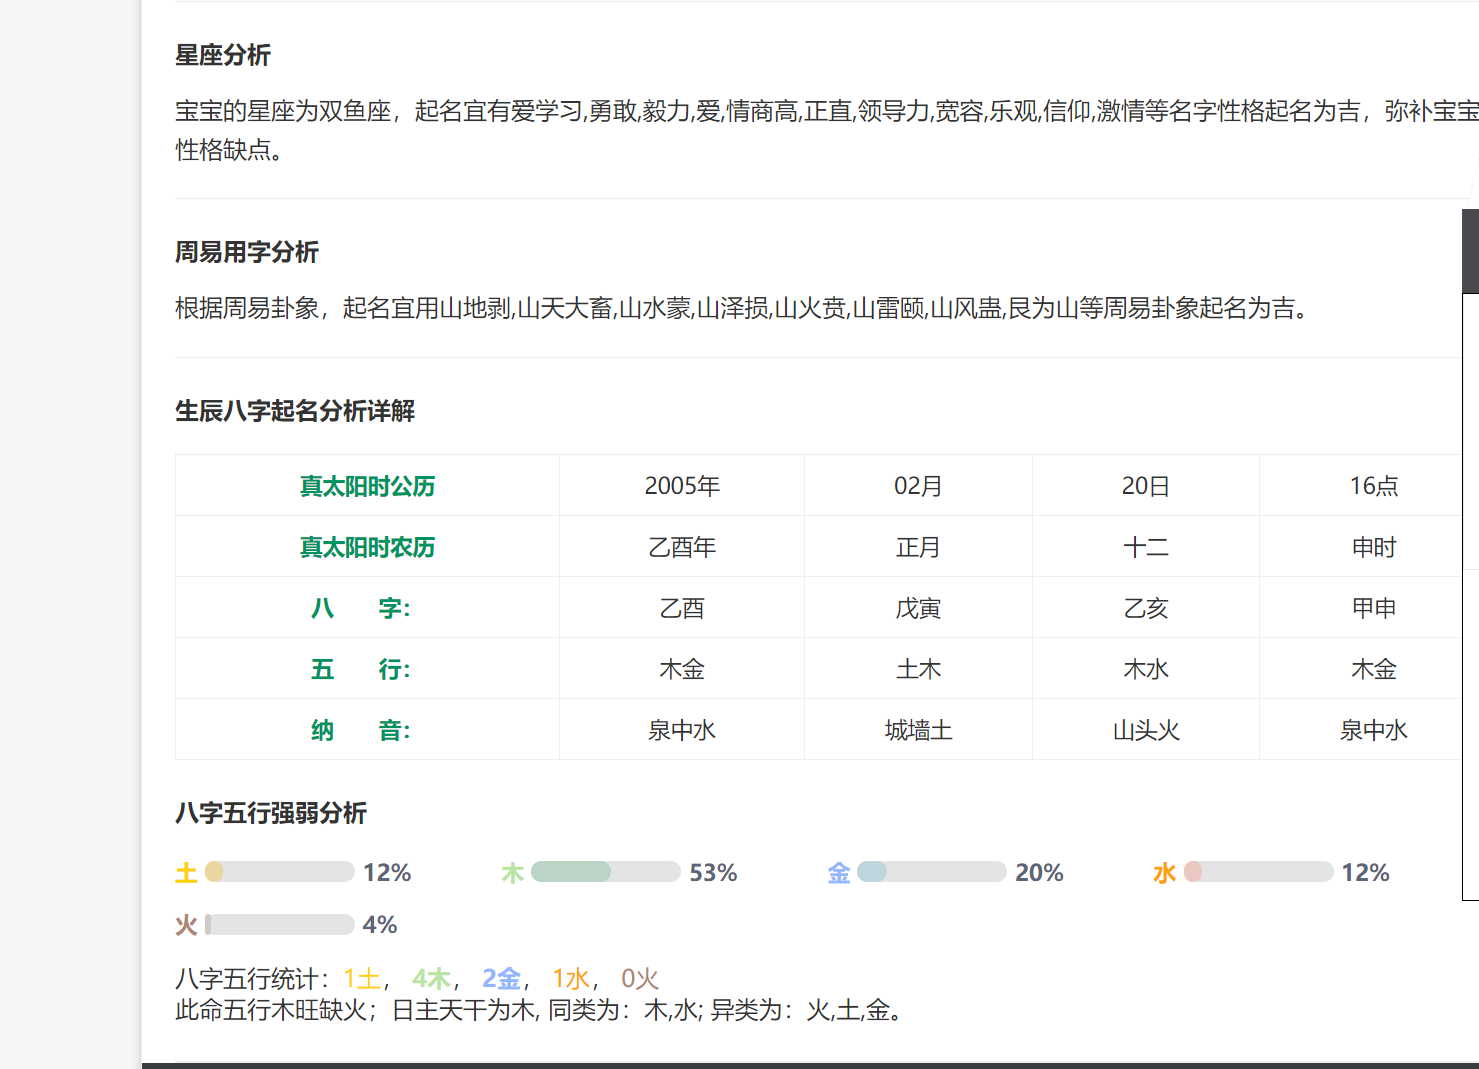 星座分析
宝宝的星座为双鱼座，起名宜有爱学习,勇敢,毅力,爱,情商高,正直,领导力,宽容,乐观,信仰,激情等名字性格起名为吉，弥补宝宝
性格缺点。
周易用字分析
根据周易卦象，起名宜用山地剥,山天大畜,山水蒙,山泽损,山火贲,山雷颐,山风蛊,艮为山等周易卦象起名为吉。
生辰八字起名分析详解
真太阳时公历 2005年 02月 20日 16点
真太阳时农历 乙酉年 正月 十二 申时
八 字： 乙酉 戊寅 乙亥 甲申
五 行： 木金 土木 木水 木金
纳 音： 泉中水 城墙土 山头火 泉中水
八字五行强弱分析
土 12% 木 53% 金 20% 水 12%
火 4%
八字五行统计：1土， 4木， 2金， 1水， 0火
此命五行木旺缺火；日主天干为木, 同类为：木,水; 异类为：火,土,金。